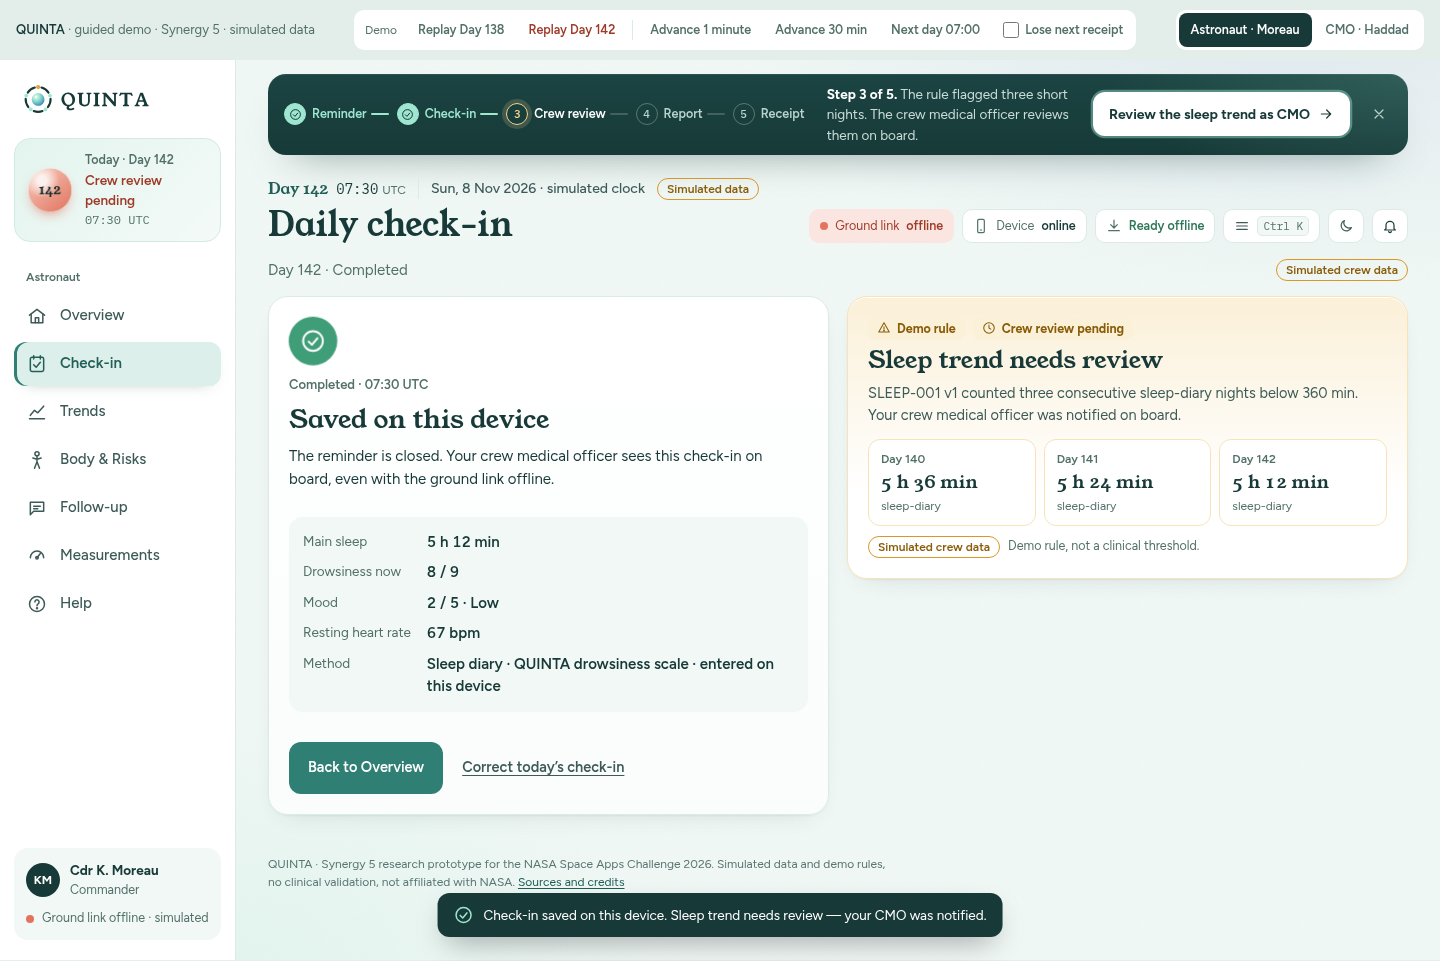 QUINTA · guided demo · Synergy 5 · simulated data
Demo
Replay Day 138
Replay Day 142
Advance 1 minute
Advance 30 min
Next day 07:00
Lose next receipt
Astronaut · Moreau
CMO · Haddad
QUINTA
142
Today · Day 142
Crew review
pending
07:30 UTC
Astronaut
Overview
Check-in
Trends
Body & Risks
Follow-up
Measurements
Help
KM
Cdr K. Moreau
Commander
Ground link offline · simulated
Reminder
Check-in
3 Crew review
4 Report
5 Receipt
Step 3 of 5. The rule flagged three short
nights. The crew medical officer reviews
them on board.
Review the sleep trend as CMO
Day 142 07:30 UTC
Sun, 8 Nov 2026 · simulated clock
Simulated data
Daily check-in
Ground link offline
Device online
Ready offline
Ctrl K
Day 142 · Completed
Simulated crew data
Completed · 07:30 UTC
Saved on this device
The reminder is closed. Your crew medical officer sees this check-in on
board, even with the ground link offline.
Main sleep 5 h 12 min
Drowsiness now 8 / 9
Mood 2 / 5 · Low
Resting heart rate 67 bpm
Method Sleep diary · QUINTA drowsiness scale · entered on
this device
Back to Overview
Correct today’s check-in
Demo rule
Crew review pending
Sleep trend needs review
SLEEP-001 v1 counted three consecutive sleep-diary nights below 360 min.
Your crew medical officer was notified on board.
Day 140
5 h 36 min
sleep-diary
Day 141
5 h 24 min
sleep-diary
Day 142
5 h 12 min
sleep-diary
Simulated crew data
Demo rule, not a clinical threshold.
QUINTA · Synergy 5 research prototype for the NASA Space Apps Challenge 2026. Simulated data and demo rules,
no clinical validation, not affiliated with NASA. Sources and credits
Check-in saved on this device. Sleep trend needs review — your CMO was notified.